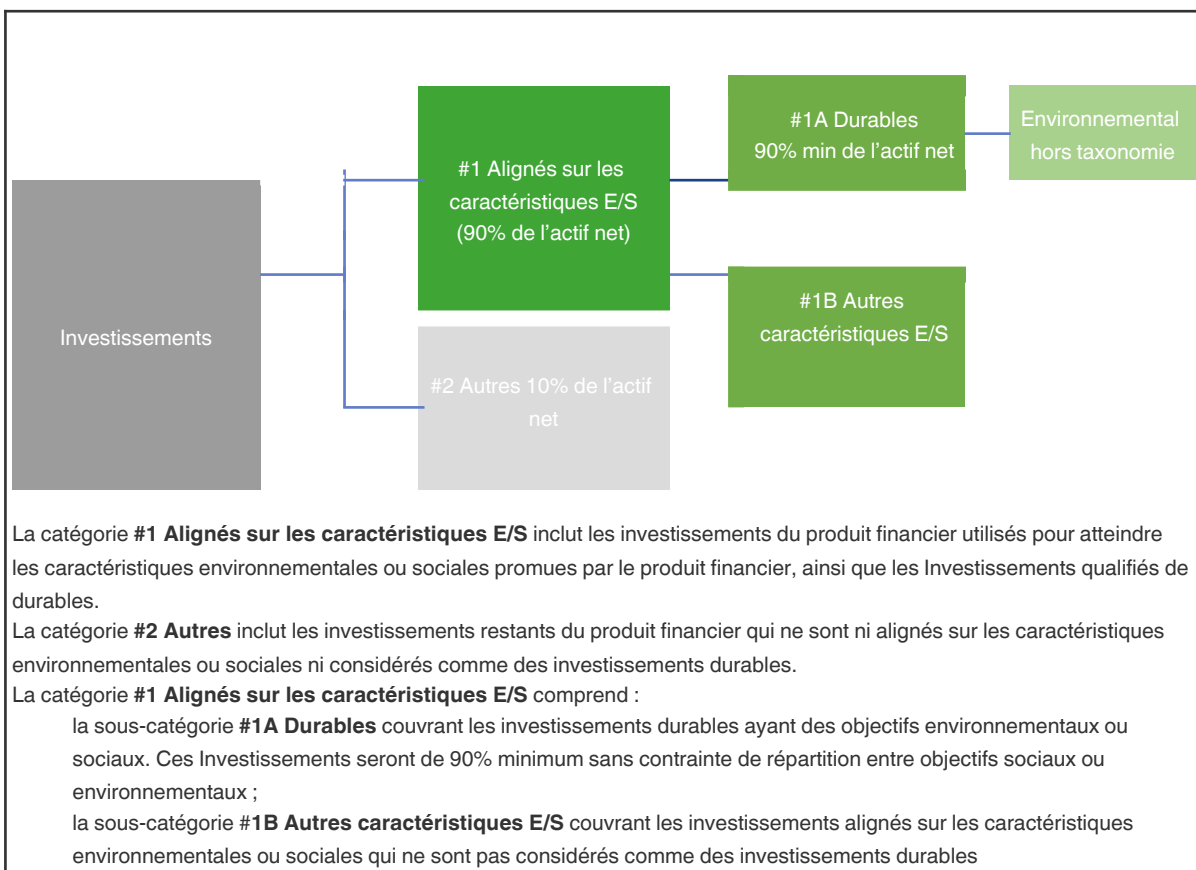 Investissements
#1 Alignés sur les
caractéristiques E/S
(90% de l'actif net)
#2 Autres 10% de l'actif
net
#1A Durables
90% min de l'actif net
Environnemental
hors taxonomie
#1B Autres
caractéristiques E/S
La catégorie #1 Alignés sur les caractéristiques E/S inclut les investissements du produit financier utilisés pour atteindre
les caractéristiques environnementales ou sociales promues par le produit financier, ainsi que les Investissements qualifiés de
durables.
La catégorie #2 Autres inclut les investissements restants du produit financier qui ne sont ni alignés sur les caractéristiques
environnementales ou sociales ni considérés comme des investissements durables.
La catégorie #1 Alignés sur les caractéristiques E/S comprend :
la sous-catégorie #1A Durables couvrant les investissements durables ayant des objectifs environnementaux ou
sociaux. Ces Investissements seront de 90% minimum sans contrainte de répartition entre objectifs sociaux ou
environnementaux ;
la sous-catégorie #1B Autres caractéristiques E/S couvrant les investissements alignés sur les caractéristiques
environnementales ou sociales qui ne sont pas considérés comme des investissements durables